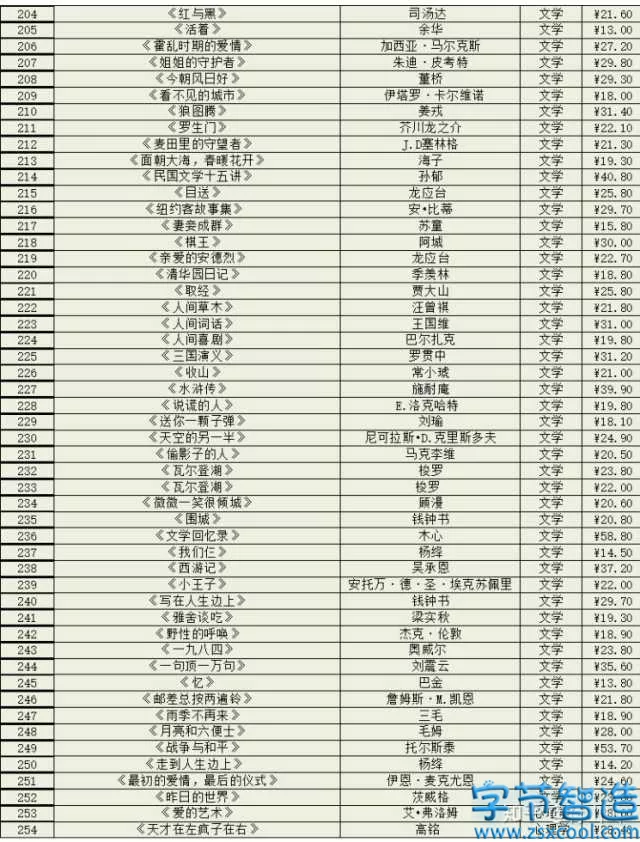 204 《红与黑》 司汤达 文学 ¥21.60
205 《活着》 余华 文学 ¥13.00
206 《霍乱时期的爱情》 加西亚·马尔克斯 文学 ¥27.20
207 《姐姐的守护者》 朱迪·皮考特 文学 ¥29.80
208 《今朝风日好》 董桥 文学 ¥29.30
209 《看不见的城市》 伊塔罗·卡尔维诺 文学 ¥18.00
210 《狼图腾》 姜戎 文学 ¥31.40
211 《罗生门》 芥川龙之介 文学 ¥22.10
212 《麦田里的守望者》 J.D塞林格 文学 ¥21.30
213 《面朝大海，春暖花开》 海子 文学 ¥19.30
214 《民国文学十五讲》 孙郁 文学 ¥40.80
215 《目送》 龙应台 文学 ¥25.80
216 《纽约客故事集》 安•比蒂 文学 ¥29.70
217 《妻妾成群》 苏童 文学 ¥15.80
218 《棋王》 阿城 文学 ¥30.00
219 《亲爱的安德烈》 龙应台 文学 ¥22.70
220 《清华园日记》 季羡林 文学 ¥18.80
221 《取经》 贾大山 文学 ¥25.80
222 《人间草木》 汪曾祺 文学 ¥21.80
223 《人间词话》 王国维 文学 ¥31.00
224 《人间喜剧》 巴尔扎克 文学 ¥19.80
225 《三国演义》 罗贯中 文学 ¥31.20
226 《收山》 常小琥 文学 ¥21.00
227 《水浒传》 施耐庵 文学 ¥39.90
228 《说谎的人》 E.洛克哈特 文学 ¥19.80
229 《送你一颗子弹》 刘瑜 文学 ¥18.10
230 《天空的另一半》 尼可拉斯•D.克里斯多夫 文学 ¥24.90
231 《偷影子的人》 马克李维 文学 ¥20.50
232 《瓦尔登潮》 梭罗 文学 ¥23.80
233 《瓦尔登潮》 梭罗 文学 ¥22.00
234 《微微一笑很倾城》 顾漫 文学 ¥20.60
235 《围城》 钱钟书 文学 ¥20.80
236 《文学回忆录》 木心 文学 ¥58.80
237 《我们仨》 杨绛 文学 ¥14.50
238 《西游记》 吴承恩 文学 ¥37.20
239 《小王子》 安托万·德·圣·埃克苏佩里 文学 ¥22.00
240 《写在人生边上》 钱钟书 文学 ¥29.70
241 《雅舍谈吃》 梁实秋 文学 ¥19.30
242 《野性的呼唤》 杰克·伦敦 文学 ¥18.90
243 《一九八四》 奥威尔 文学 ¥23.80
244 《一句顶一万句》 刘震云 文学 ¥35.60
245 《忆》 巴金 文学 ¥13.80
246 《邮差总按两遍铃》 詹姆斯·M.凯恩 文学 ¥21.80
247 《雨季不再来》 三毛 文学 ¥18.90
248 《月亮和六便士》 毛姆 文学 ¥28.00
249 《战争与和平》 托尔斯泰 文学 ¥53.70
250 《走到人生边上》 杨绛 文学 ¥14.20
251 《最初的爱情，最后的仪式》 伊恩·麦克尤恩 文学 ¥24.60
252 《昨日的世界》 茨威格
253 《爱的艺术》 艾·弗洛姆
254 《天才在左疯子在右》 高铭 心理学
字节智造
www.zsxcool.com